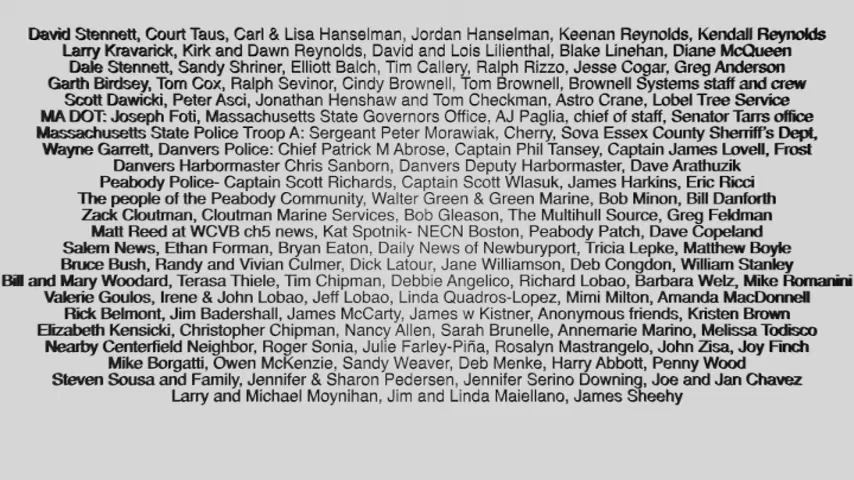 David Stennett, Court Taus, Carl & Lisa Hanselman, Jordan Hanselman, Keenan Reynolds, Kendall Reynolds
Larry Kravarick, Kirk and Dawn Reynolds, David and Lois Lilienthal, Blake Linehan, Diane McQueen
Dale Stennett, Sandy Shriner, Elliott Balch, Tim Callery, Ralph Rizzo, Jesse Cogar, Greg Anderson
Garth Birdsey, Tom Cox, Ralph Sevinor, Cindy Brownell, Tom Brownell, Brownell Systems staff and crew
Scott Dawicki, Peter Asci, Jonathan Henshaw and Tom Checkman, Astro Crane, Lobel Tree Service
MA DOT: Joseph Foti, Massachusetts State Governors Office, AJ Paglia, chief of staff, Senator Tarrs office
Massachusetts State Police Troop A: Sergeant Peter Morawiak, Cherry, Sova Essex County Sherriff's Dept,
Wayne Garrett, Danvers Police: Chief Patrick M Abrose, Captain Phil Tansey, Captain James Lovell, Frost
Danvers Harbormaster Chris Sanborn, Danvers Deputy Harbormaster, Dave Arathuzik
Peabody Police- Captain Scott Richards, Captain Scott Wlasuk, James Harkins, Eric Ricci
The people of the Peabody Community, Walter Green & Green Marine, Bob Minon, Bill Danforth
Zack Cloutman, Cloutman Marine Services, Bob Gleason, The Multihull Source, Greg Feldman
Matt Reed at WCVB ch5 news, Kat Spotnik- NECN Boston, Peabody Patch, Dave Copeland
Salem News, Ethan Forman, Bryan Eaton, Daily News of Newburyport, Tricia Lepke, Matthew Boyle
Bruce Bush, Randy and Vivian Culmer, Dick Latour, Jane Williamson, Deb Congdon, William Stanley
Bill and Mary Woodard, Terasa Thiele, Tim Chipman, Debbie Angelico, Richard Lobao, Barbara Welz, Mike Romanini
Valerie Goulos, Irene & John Lobao, Jeff Lobao, Linda Quadros-Lopez, Mimi Milton, Amanda MacDonnell
Rick Belmont, Jim Badershall, James McCarty, James w Kistner, Anonymous friends, Kristen Brown
Elizabeth Kensicki, Christopher Chipman, Nancy Allen, Sarah Brunelle, Annemarie Marino, Melissa Todisco
Nearby Centerfield Neighbor, Roger Sonia, Julie Farley-Piña, Rosalyn Mastrangelo, John Zisa, Joy Finch
Mike Borgatti, Owen McKenzie, Sandy Weaver, Deb Menke, Harry Abbott, Penny Wood
Steven Sousa and Family, Jennifer & Sharon Pedersen, Jennifer Serino Downing, Joe and Jan Chavez
Larry and Michael Moynihan, Jim and Linda Maiellano, James Sheehy